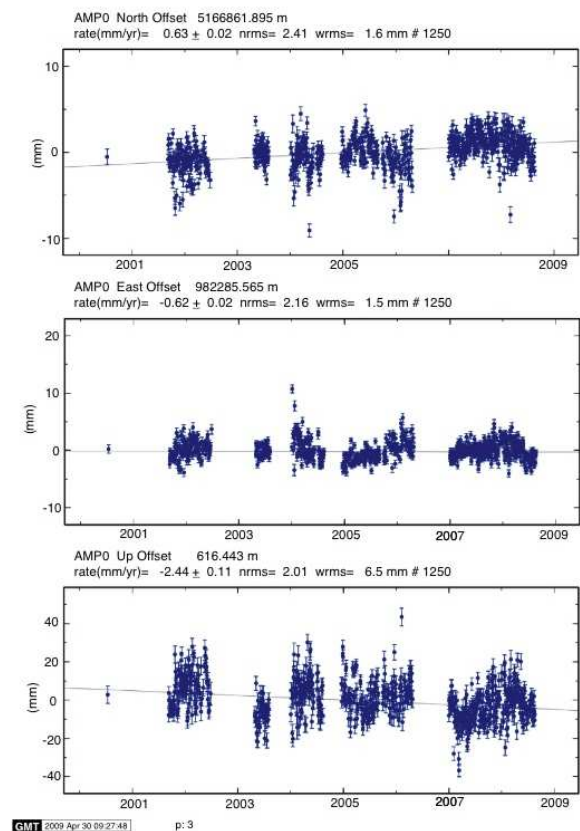 AMP0 North Offset 5166861.895 m
rate(mm/yr)= 0.63 ± 0.02 nrms= 2.41 wrms= 1.6 mm # 1250
10
0
-10
(mm)
2001 2003 2005 2007 2009
AMP0 East Offset 982285.565 m
rate(mm/yr)= -0.62 ± 0.02 nrms= 2.16 wrms= 1.5 mm # 1250
20
10
0
-10
(mm)
2001 2003 2005 2007 2009
AMP0 Up Offset 616.443 m
rate(mm/yr)= -2.44 ± 0.11 nrms= 2.01 wrms= 6.5 mm # 1250
40
20
0
-20
-40
(mm)
2001 2003 2005 2007 2009
GMT 2009 Apr 30 09:27:48 p: 3